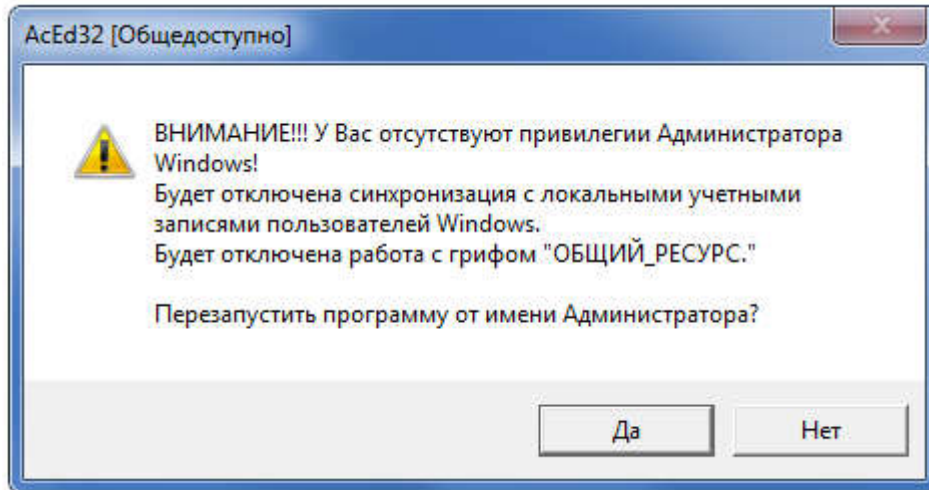 AcEd32 [Общедоступно]
ВНИМАНИЕ!!! У Вас отсутствуют привилегии Администратора
Windows!
Будет отключена синхронизация с локальными учетными
записями пользователей Windows.
Будет отключена работа с грифом "ОБЩИЙ_РЕСУРС."
Перезапустить программу от имени Администратора?
Да
Нет